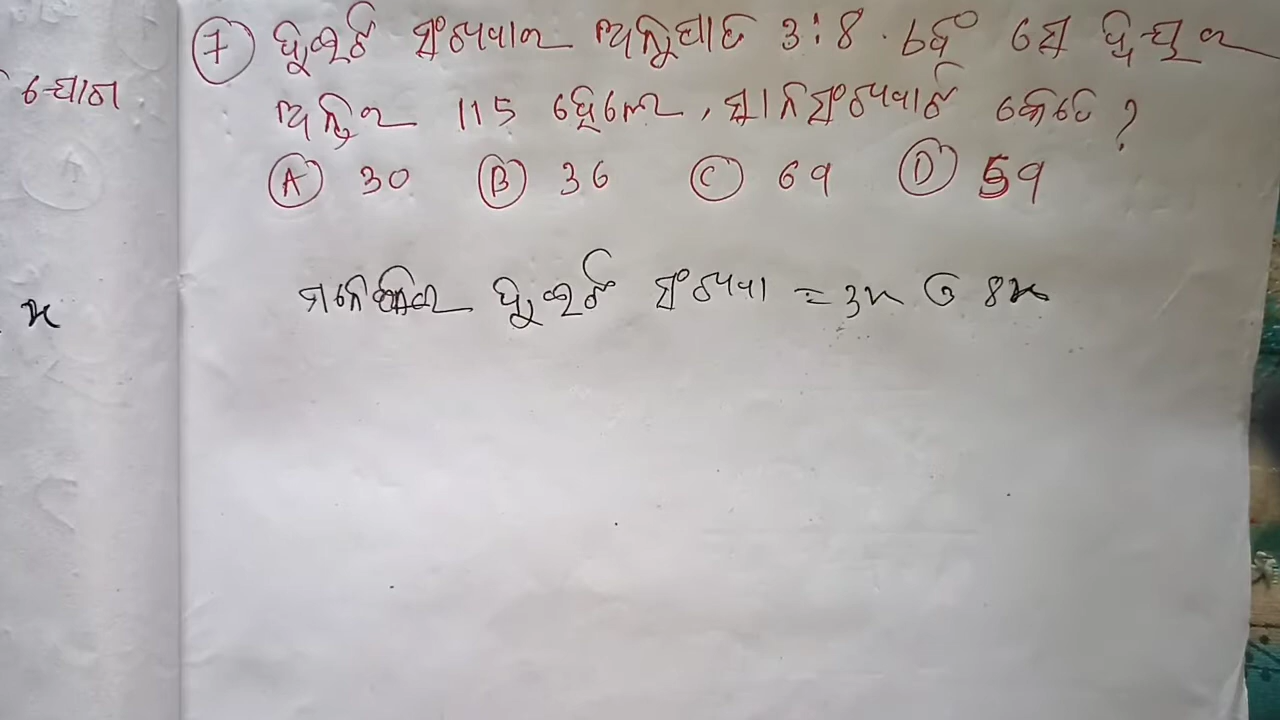 ଯୋଗ
x
7 ଦୁଇଟି ସଂଖ୍ୟାର ଅନୁପାତ 3:8. ଯଦି ସେ ଦ୍ୱୟର
ଅନ୍ତର 115 ହେଲେ, ସାନସଂଖ୍ୟାଟି କେତେ ?
A 30 B 36 C 69 D 59
ମନେକର ଦୁଇଟି ସଂଖ୍ୟା = 3x ଓ 8x